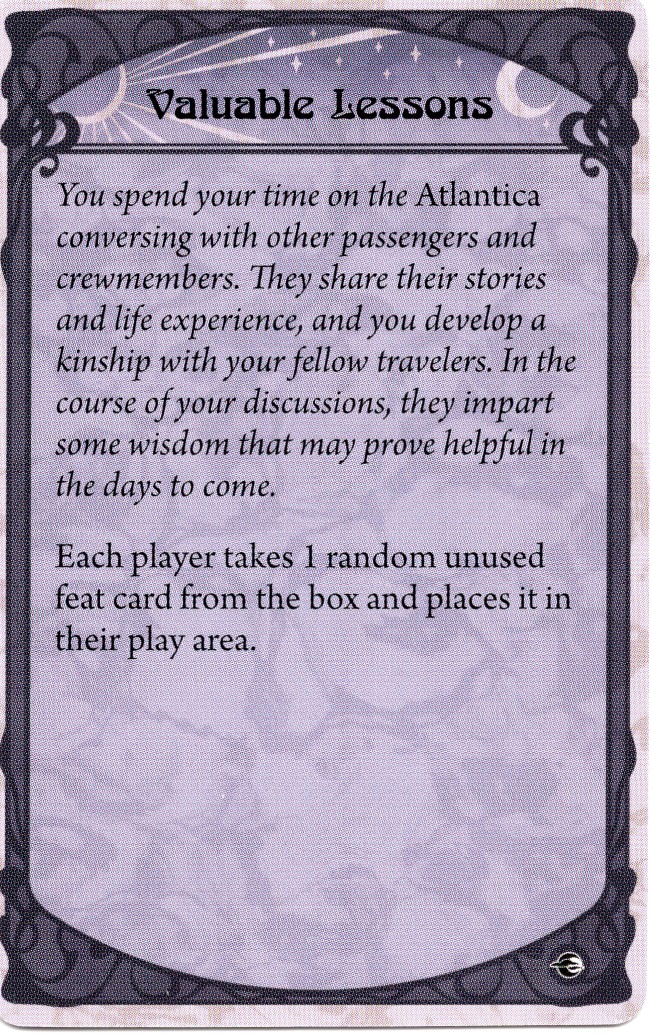 Valuable Lessons
You spend your time on the Atlantica
conversing with other passengers and
crewmembers. They share their stories
and life experience, and you develop a
kinship with your fellow travelers. In the
course of your discussions, they impart
some wisdom that may prove helpful in
the days to come.
Each player takes 1 random unused
feat card from the box and places it in
their play area.